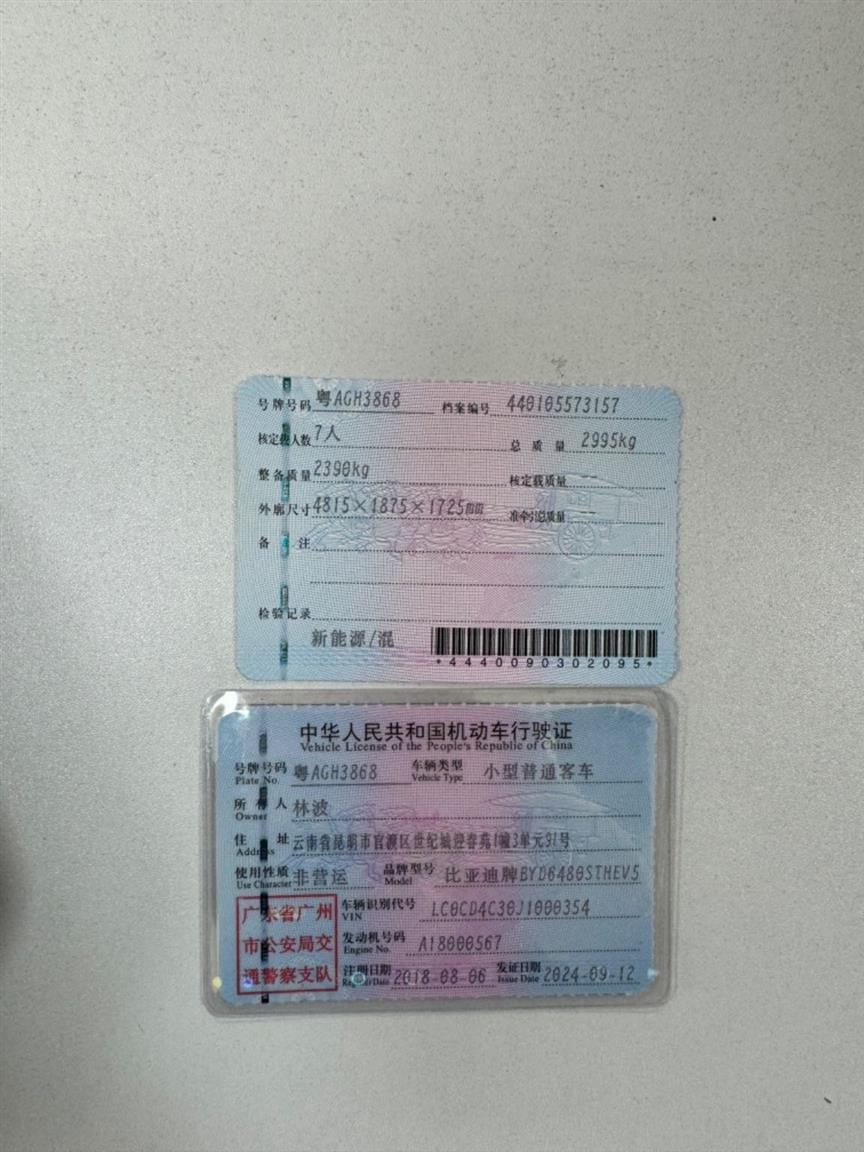 号牌号码 粤AGH3868 档案编号 440105573157
核定载人数 7人 总质量 2995kg
整备质量 2390kg 核定载质量 --
外廓尺寸 4815×1875×1725mm 准牵引总质量 --
备注
检验记录
新能源/混
*4440090302095*
中华人民共和国机动车行驶证
Vehicle License of the People's Republic of China
号牌号码 粤AGH3868 车辆类型 小型普通客车
Plate No. Vehicle Type
所有人 林波
Owner
住址 云南省昆明市官渡区世纪城迎春苑1幢3单元91号
Address
使用性质 非营运 品牌型号 比亚迪牌BYD6480STHEV5
Use Character Model
广东省广州
市公安局交
通警察支队
车辆识别代号 LC0CD4C30J1000354
VIN
发动机号码 A18000567
Engine No.
注册日期 2018-08-06 发证日期 2024-09-12
Register Date Issue Date